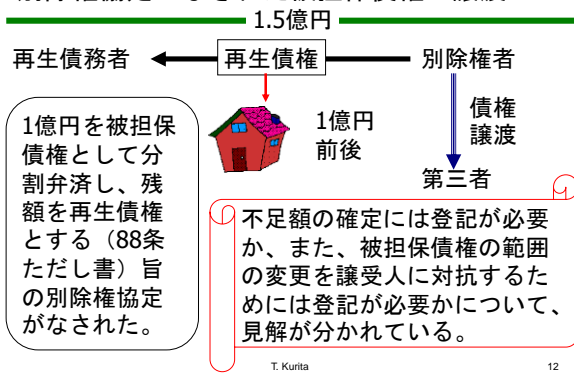 1.5億円
再生債務者
再生債権
別除権者
1億円を被担保
債権として分
割弁済し、残
額を再生債権
とする（88条
ただし書）旨
の別除権協定
がなされた。
1億円
前後
債権
譲渡
第三者
不足額の確定には登記が必要
か、また、被担保債権の範囲
の変更を譲受人に対抗するた
めには登記が必要かについて、
見解が分かれている。
T. Kurita
12